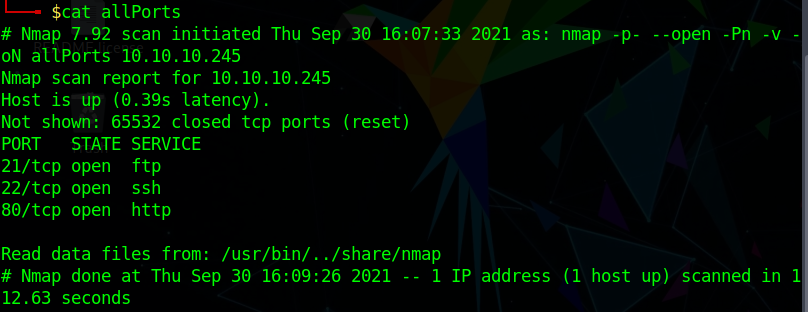 $cat allPorts
# Nmap 7.92 scan initiated Thu Sep 30 16:07:33 2021 as: nmap -p- --open -Pn -v -
oN allPorts 10.10.10.245
Nmap scan report for 10.10.10.245
Host is up (0.39s latency).
Not shown: 65532 closed tcp ports (reset)
PORT   STATE SERVICE
21/tcp open  ftp
22/tcp open  ssh
80/tcp open  http
Read data files from: /usr/bin/../share/nmap
# Nmap done at Thu Sep 30 16:09:26 2021 -- 1 IP address (1 host up) scanned in 1
12.63 seconds